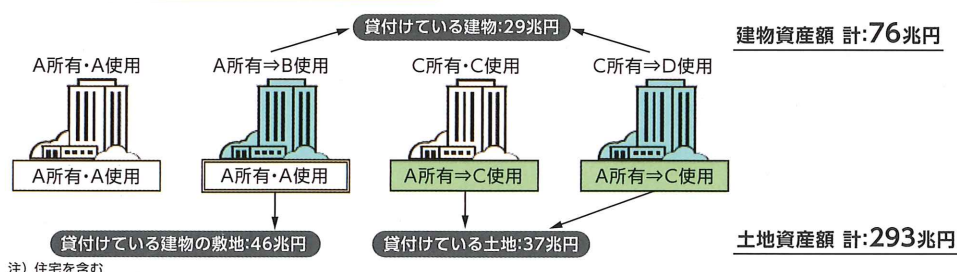 貸付けている建物:29兆円
建物資産額 計:76兆円
A所有・A使用
A所有⇒B使用
C所有・C使用
C所有⇒D使用
A所有・A使用
A所有・A使用
A所有⇒C使用
A所有⇒C使用
貸付けている建物の敷地:46兆円
貸付けている土地:37兆円
土地資産額 計:293兆円
注）住宅を含む